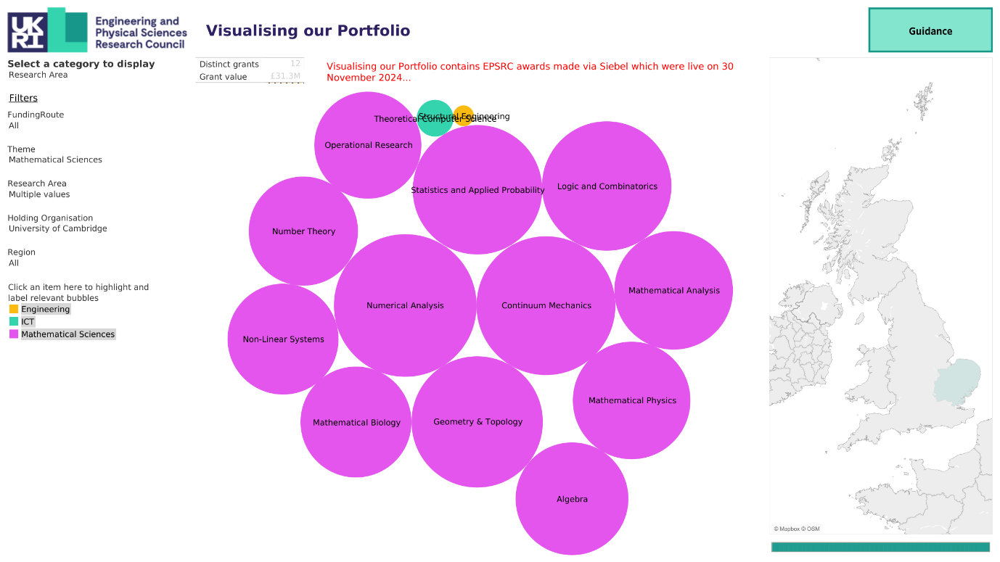 UK
RI
Engineering and
Physical Sciences
Research Council
Visualising our Portfolio
Guidance
Select a category to display
Research Area
Distinct grants 12
Grant value £31.3M
Visualising our Portfolio contains EPSRC awards made via Siebel which were live on 30
November 2024...
Filters
FundingRoute
All
Theme
Mathematical Sciences
Research Area
Multiple values
Holding Organisation
University of Cambridge
Region
All
Click an item here to highlight and
label relevant bubbles
Engineering
ICT
Mathematical Sciences
Structural Engineering
Theoretical Computer Science
Operational Research
Statistics and Applied Probability
Logic and Combinatorics
Number Theory
Numerical Analysis
Continuum Mechanics
Mathematical Analysis
Non-Linear Systems
Mathematical Biology
Geometry & Topology
Mathematical Physics
Algebra
© Mapbox © OSM